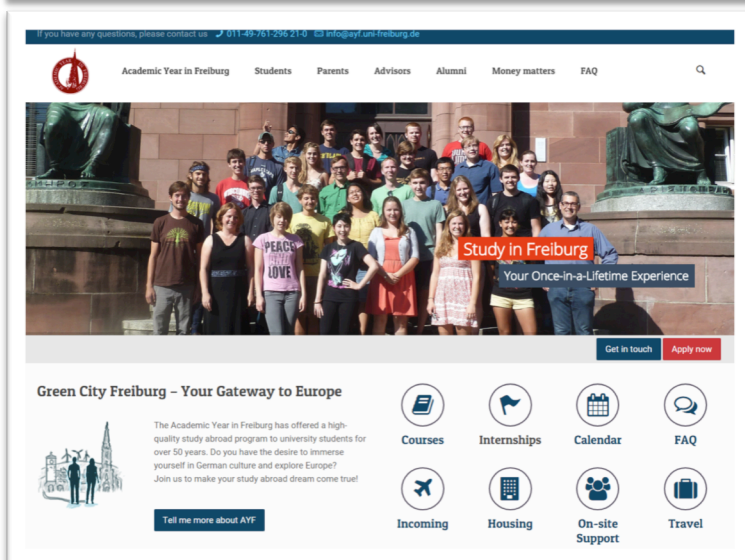 If you have any questions, please contact us 011-49-761-296 21-0 info@ayf.uni-freiburg.de
Academic Year in Freiburg Students Parents Advisors Alumni Money matters FAQ
PEACE
LOVE
Study in Freiburg
Your Once-in-a-Lifetime Experience
Get in touch Apply now
Green City Freiburg – Your Gateway to Europe
The Academic Year in Freiburg has offered a high-
quality study abroad program to university students for
over 50 years. Do you have the desire to immerse
yourself in German culture and explore Europe?
Join us to make your study abroad dream come true!
Tell me more about AYF
Courses Internships Calendar FAQ
Incoming Housing On-site
Support Travel